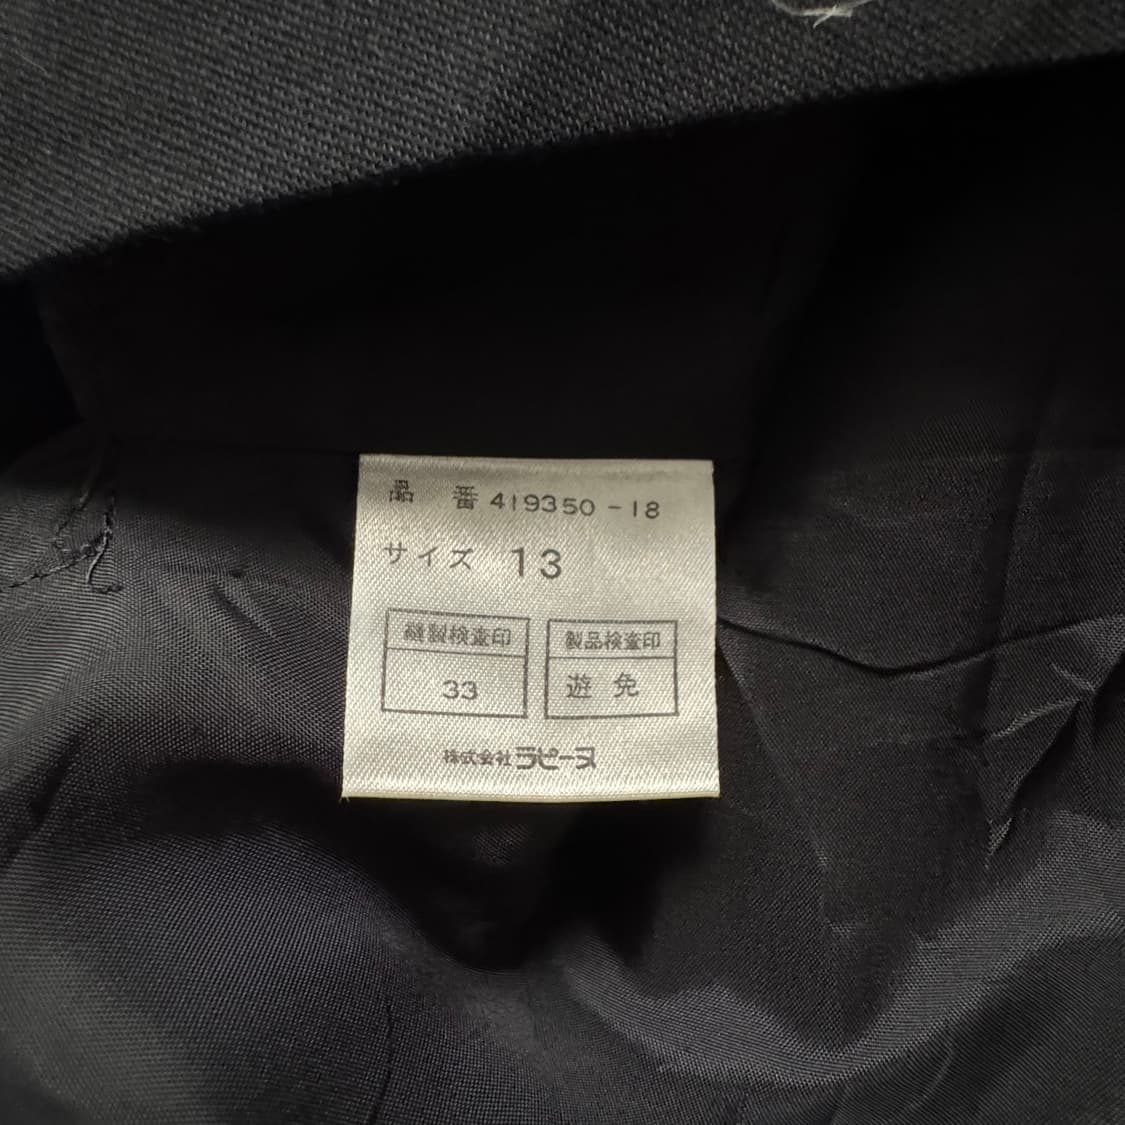 品 番 419350-18
サイズ 13
縫製検査印 製品検査印
33 遊 免
株式会社ラピーヌ